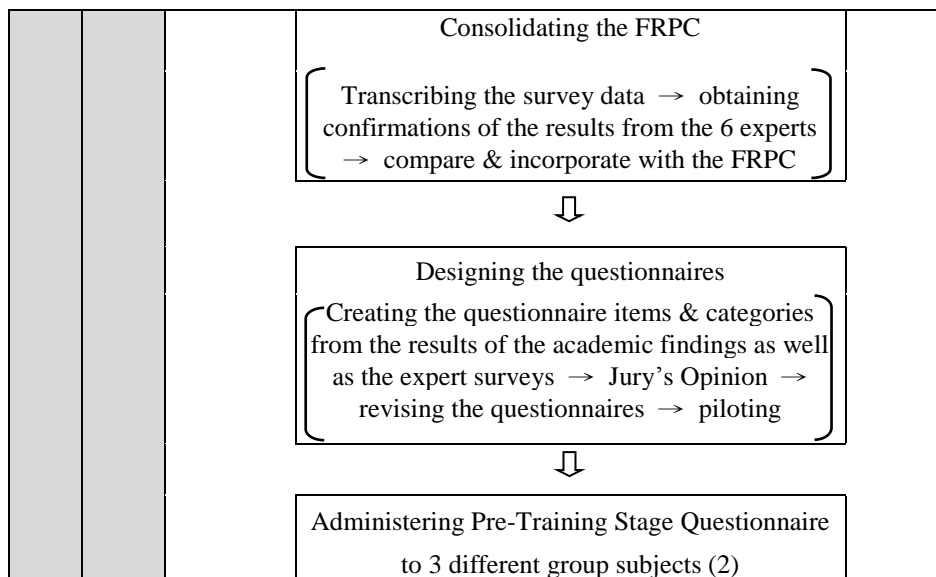 Consolidating the FRPC
Transcribing the survey data → obtaining
confirmations of the results from the 6 experts
→ compare & incorporate with the FRPC
Designing the questionnaires
Creating the questionnaire items & categories
from the results of the academic findings as well
as the expert surveys → Jury’s Opinion →
revising the questionnaires → piloting
Administering Pre-Training Stage Questionnaire
to 3 different group subjects (2)